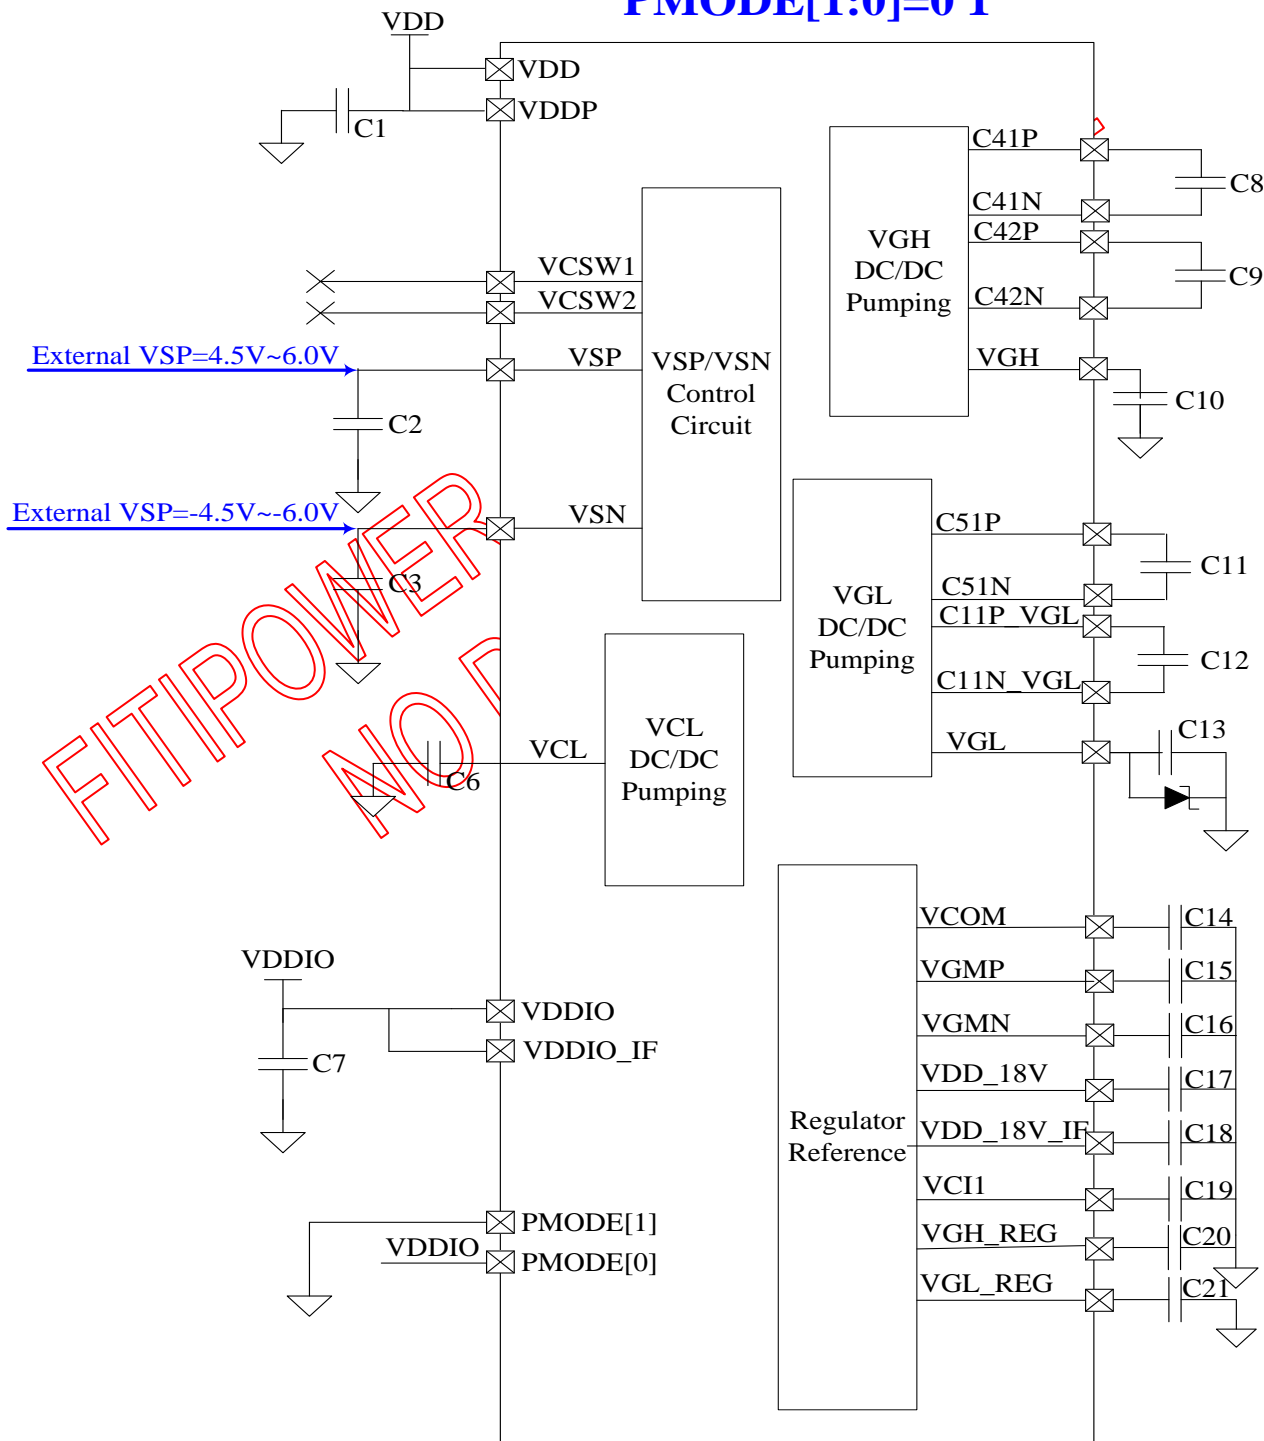 PMODE[1:0]=0 1
VDD
VDD
VDDP
C1
C41P
C8
C41N
C42P
VGH
DC/DC
Pumping
C9
C42N
VGH
C10
VCSW1
VCSW2
External VSP=4.5V~6.0V
VSP
VSP/VSN
Control
Circuit
C2
External VSP=-4.5V~-6.0V
VSN
C3
C51P
C11
C51N
VGL
DC/DC
Pumping
C11P_VGL
C12
C11N_VGL
VGL
C13
FITIPOWER
NO
VCL
VCL
DC/DC
Pumping
C6
VCOM
C14
VDDIO
VGMP
C15
VDDIO
VGMN
C16
VDDIO_IF
C7
VDD_18V
C17
Regulator
Reference
VDD_18V_IF
C18
VCI1
C19
PMODE[1]
VGH_REG
C20
VDDIO
PMODE[0]
VGL_REG
C21